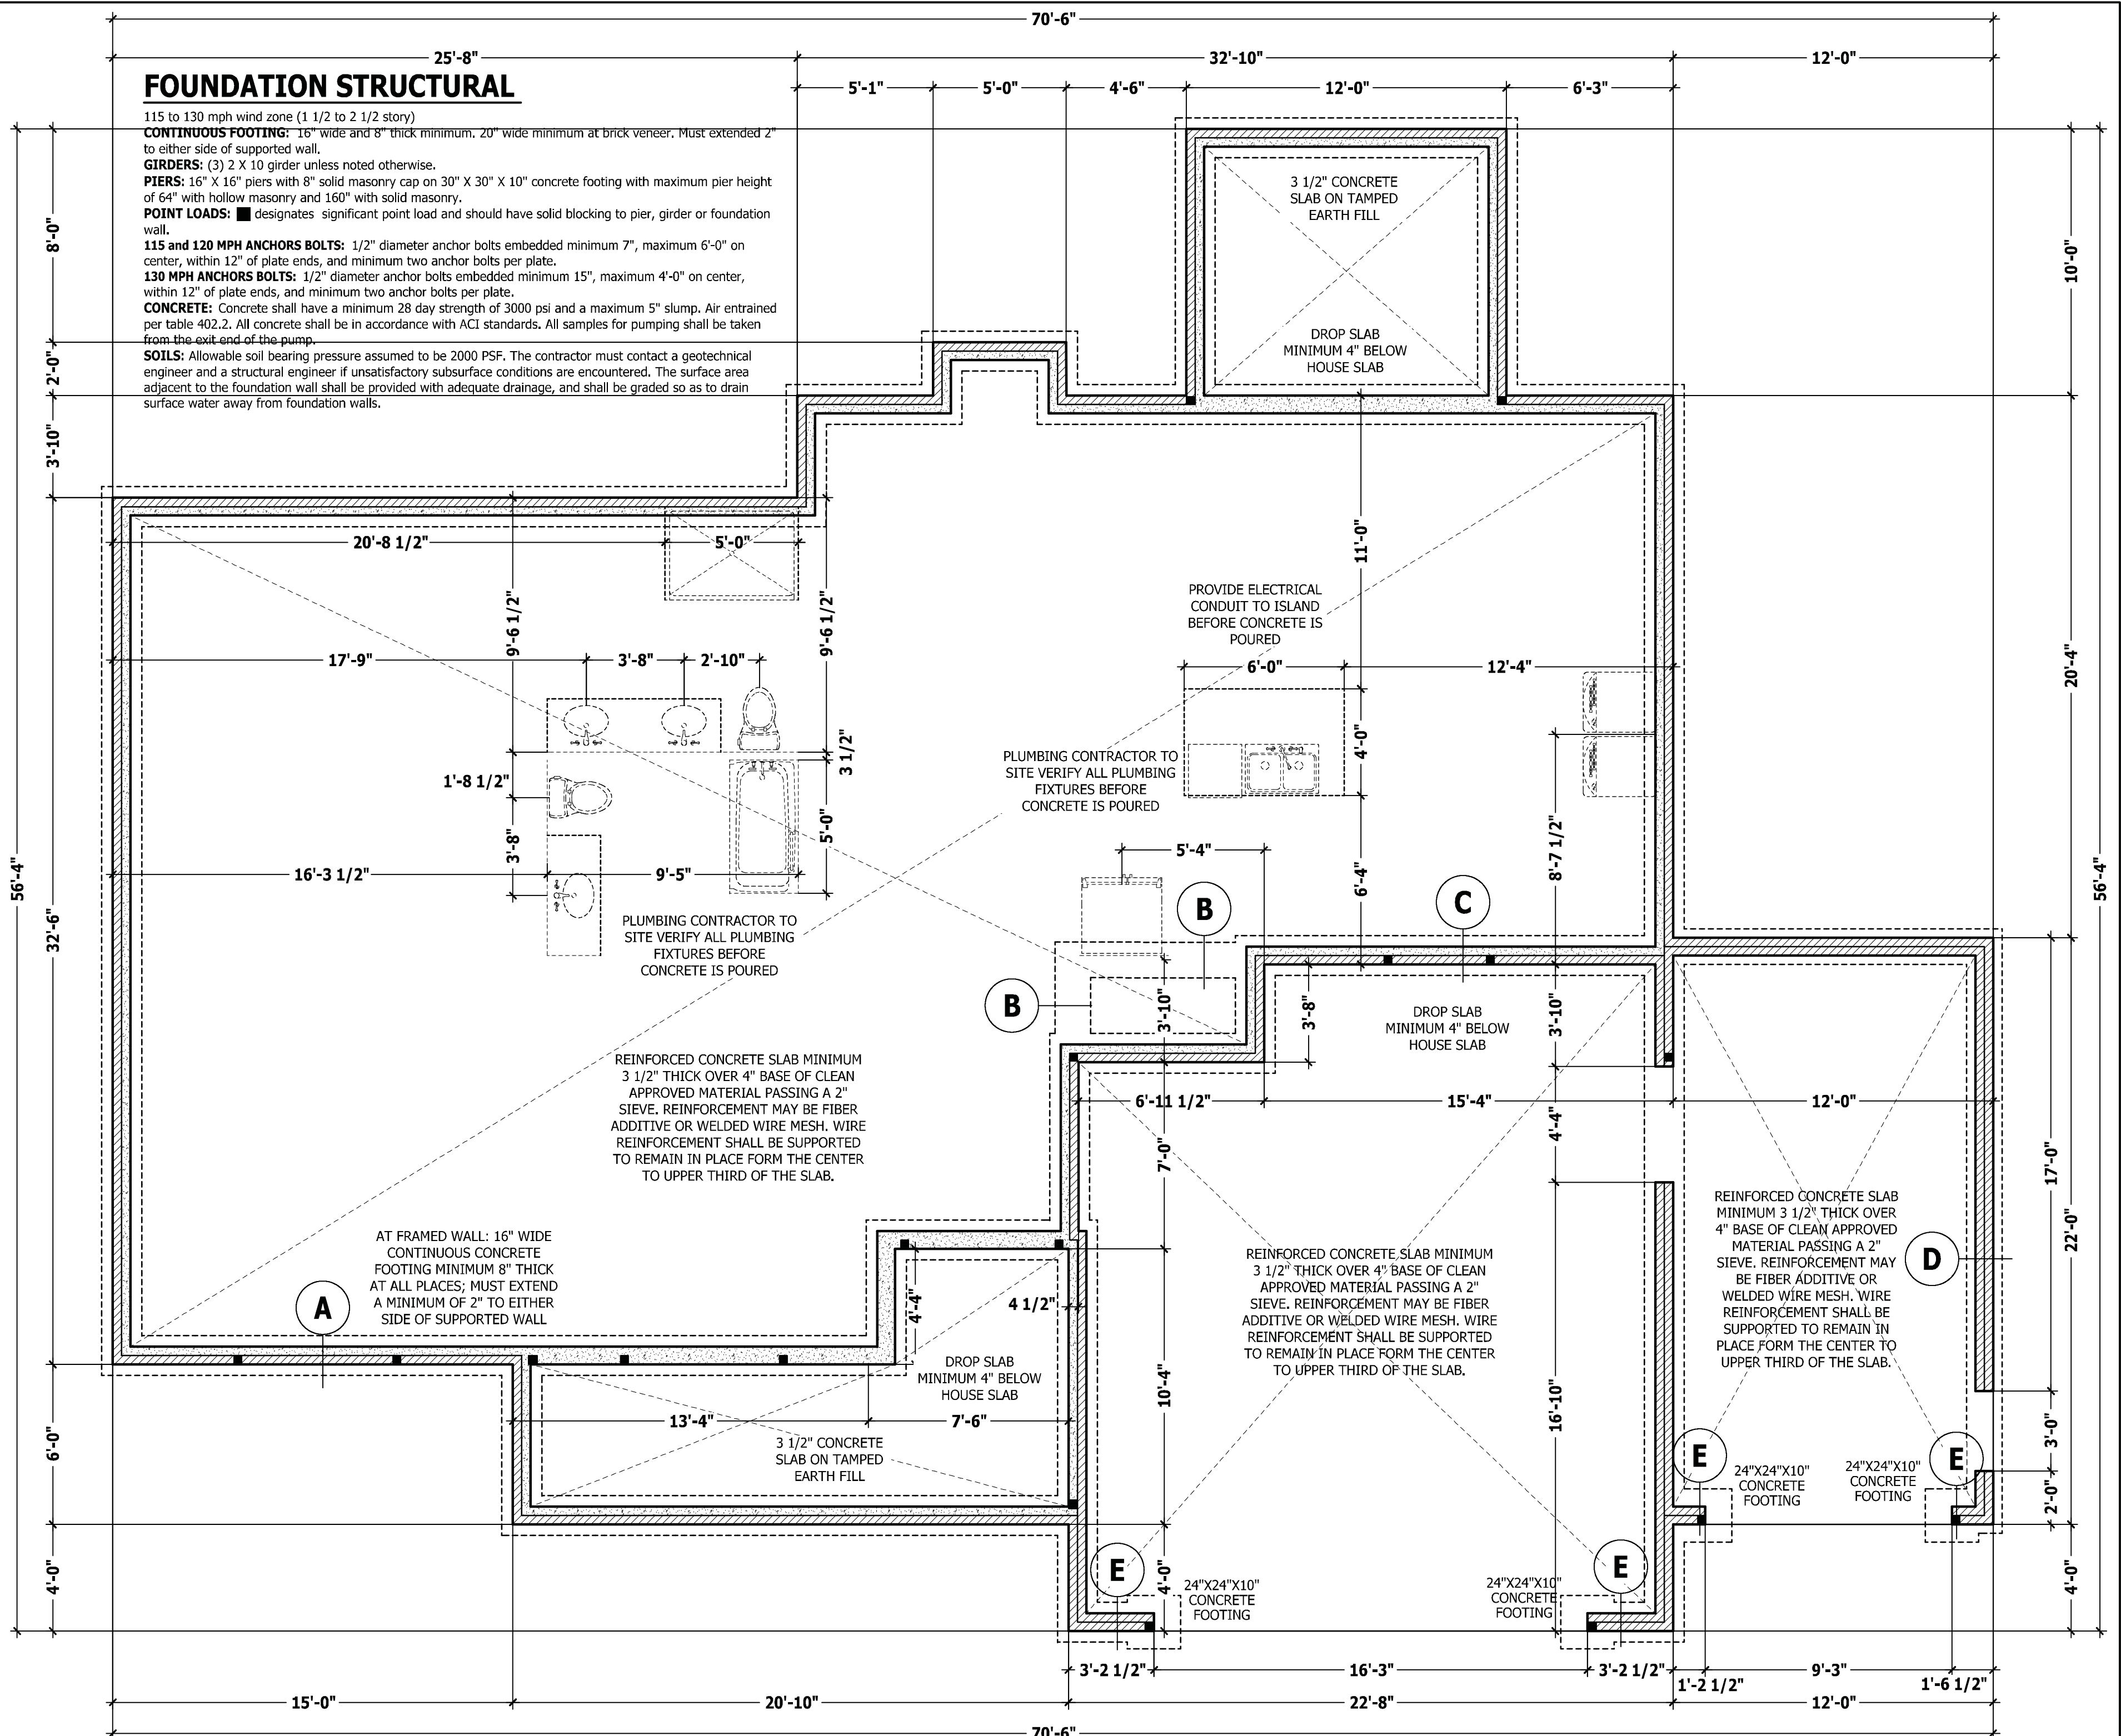 70'-6"
25'-8"
32'-10"
12'-0"
5'-1"
5'-0"
4'-6"
12'-0"
6'-3"
FOUNDATION STRUCTURAL
115 to 130 mph wind zone (1 1/2 to 2 1/2 story)
CONTINUOUS FOOTING: 16" wide and 8" thick minimum. 20" wide minimum at brick veneer. Must extended 2"
to either side of supported wall.
GIRDERS: (3) 2 X 10 girder unless noted otherwise.
PIERS: 16" X 16" piers with 8" solid masonry cap on 30" X 30" X 10" concrete footing with maximum pier height
of 64" with hollow masonry and 160" with solid masonry.
POINT LOADS: designates significant point load and should have solid blocking to pier, girder or foundation
wall.
115 and 120 MPH ANCHORS BOLTS: 1/2" diameter anchor bolts embedded minimum 7", maximum 6'-0" on
center, within 12" of plate ends, and minimum two anchor bolts per plate.
130 MPH ANCHORS BOLTS: 1/2" diameter anchor bolts embedded minimum 15", maximum 4'-0" on center,
within 12" of plate ends, and minimum two anchor bolts per plate.
CONCRETE: Concrete shall have a minimum 28 day strength of 3000 psi and a maximum 5" slump. Air entrained
per table 402.2. All concrete shall be in accordance with ACI standards. All samples for pumping shall be taken
from the exit end of the pump.
SOILS: Allowable soil bearing pressure assumed to be 2000 PSF. The contractor must contact a geotechnical
engineer and a structural engineer if unsatisfactory subsurface conditions are encountered. The surface area
adjacent to the foundation wall shall be provided with adequate drainage, and shall be graded so as to drain
surface water away from foundation walls.
3 1/2" CONCRETE
SLAB ON TAMPED
EARTH FILL
DROP SLAB
MINIMUM 4" BELOW
HOUSE SLAB
8'-0"
2'-0"
3'-10"
32'-6"
6'-0"
4'-0"
56'-4"
10'-0"
20'-4"
22'-0"
4'-0"
56'-4"
17'-0"
3'-0"
2'-0"
20'-8 1/2"
5'-0"
9'-6 1/2"
9'-6 1/2"
11'-0"
PROVIDE ELECTRICAL
CONDUIT TO ISLAND
BEFORE CONCRETE IS
POURED
17'-9"
3'-8"
2'-10"
6'-0"
12'-4"
4'-0"
3 1/2"
1'-8 1/2"
PLUMBING CONTRACTOR TO
SITE VERIFY ALL PLUMBING
FIXTURES BEFORE
CONCRETE IS POURED
3'-8"
5'-0"
5'-4"
6'-4"
8'-7 1/2"
16'-3 1/2"
9'-5"
B
C
PLUMBING CONTRACTOR TO
SITE VERIFY ALL PLUMBING
FIXTURES BEFORE
CONCRETE IS POURED
B
3'-10"
3'-8"
3'-10"
DROP SLAB
MINIMUM 4" BELOW
HOUSE SLAB
REINFORCED CONCRETE SLAB MINIMUM
3 1/2" THICK OVER 4" BASE OF CLEAN
APPROVED MATERIAL PASSING A 2"
SIEVE. REINFORCEMENT MAY BE FIBER
ADDITIVE OR WELDED WIRE MESH. WIRE
REINFORCEMENT SHALL BE SUPPORTED
TO REMAIN IN PLACE FORM THE CENTER
TO UPPER THIRD OF THE SLAB.
6'-11 1/2"
15'-4"
12'-0"
7'-0"
4'-4"
AT FRAMED WALL: 16" WIDE
CONTINUOUS CONCRETE
FOOTING MINIMUM 8" THICK
AT ALL PLACES; MUST EXTEND
A MINIMUM OF 2" TO EITHER
SIDE OF SUPPORTED WALL
A
REINFORCED CONCRETE SLAB MINIMUM
3 1/2" THICK OVER 4" BASE OF CLEAN
APPROVED MATERIAL PASSING A 2"
SIEVE. REINFORCEMENT MAY BE FIBER
ADDITIVE OR WELDED WIRE MESH. WIRE
REINFORCEMENT SHALL BE SUPPORTED
TO REMAIN IN PLACE FORM THE CENTER
TO UPPER THIRD OF THE SLAB.
REINFORCED CONCRETE SLAB
MINIMUM 3 1/2" THICK OVER
4" BASE OF CLEAN APPROVED
MATERIAL PASSING A 2"
SIEVE. REINFORCEMENT MAY
BE FIBER ADDITIVE OR
WELDED WIRE MESH. WIRE
REINFORCEMENT SHALL BE
SUPPORTED TO REMAIN IN
PLACE FORM THE CENTER TO
UPPER THIRD OF THE SLAB.
D
4'-4"
4 1/2"
DROP SLAB
MINIMUM 4" BELOW
HOUSE SLAB
13'-4"
7'-6"
10'-4"
16'-10"
3 1/2" CONCRETE
SLAB ON TAMPED
EARTH FILL
E
24"X24"X10"
CONCRETE
FOOTING
24"X24"X10"
CONCRETE
FOOTING
E
E
24"X24"X10"
CONCRETE
FOOTING
4'-0"
24"X24"X10"
CONCRETE
FOOTING
E
3'-2 1/2"
16'-3"
3'-2 1/2"
1'-2 1/2"
9'-3"
1'-6 1/2"
15'-0"
20'-10"
22'-8"
12'-0"
70'-6"